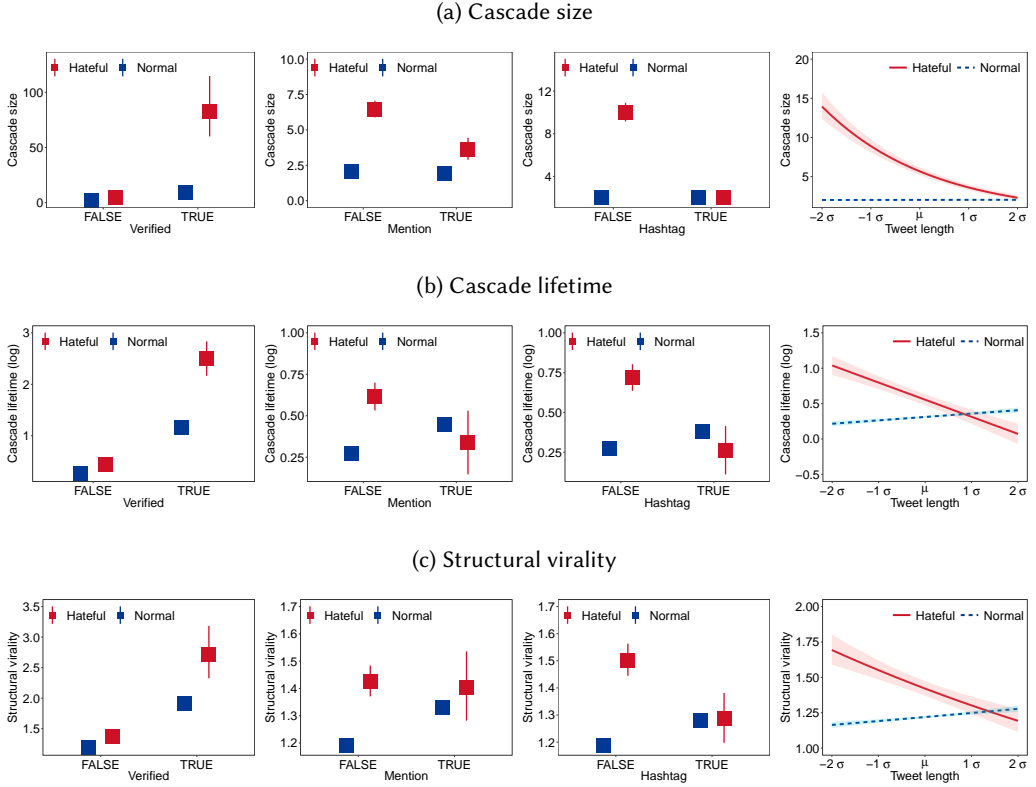 (a) Cascade size
Cascade size
100
50
0
Hateful Normal
FALSE TRUE
Verified
Cascade size
10.0
7.5
5.0
2.5
0.0
Hateful Normal
FALSE TRUE
Mention
Cascade size
12
8
4
Hateful Normal
FALSE TRUE
Hashtag
Cascade size
20
15
10
5
Hateful Normal
−2 σ −1 σ μ 1 σ 2 σ
Tweet length
(b) Cascade lifetime
Cascade lifetime (log)
3
2
1
Hateful Normal
FALSE TRUE
Verified
Cascade lifetime (log)
1.00
0.75
0.50
0.25
Hateful Normal
FALSE TRUE
Mention
Cascade lifetime (log)
1.00
0.75
0.50
0.25
Hateful Normal
FALSE TRUE
Hashtag
Cascade lifetime (log)
1.5
1.0
0.5
0.0
−0.5
Hateful Normal
−2 σ −1 σ μ 1 σ 2 σ
Tweet length
(c) Structural virality
Structural virality
3.5
3.0
2.5
2.0
1.5
Hateful Normal
FALSE TRUE
Verified
Structural virality
1.7
1.6
1.5
1.4
1.3
1.2
Hateful Normal
FALSE TRUE
Mention
Structural virality
1.7
1.6
1.5
1.4
1.3
1.2
Hateful Normal
FALSE TRUE
Hashtag
Structural virality
2.00
1.75
1.50
1.25
1.00
Hateful Normal
−2 σ −1 σ μ 1 σ 2 σ
Tweet length